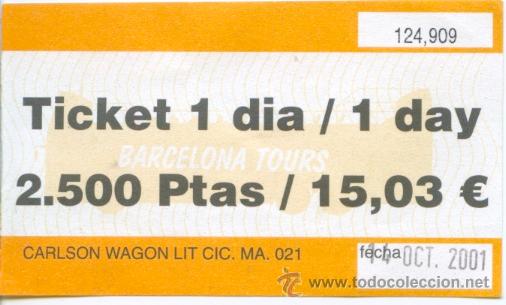 124,909
Ticket 1 dia / 1 day
BARCELONA TOURS
2.500 Ptas / 15,03 €
CARLSON WAGON LIT CIC. MA. 021
fecha
14 OCT. 2001
www.todocoleccion.net